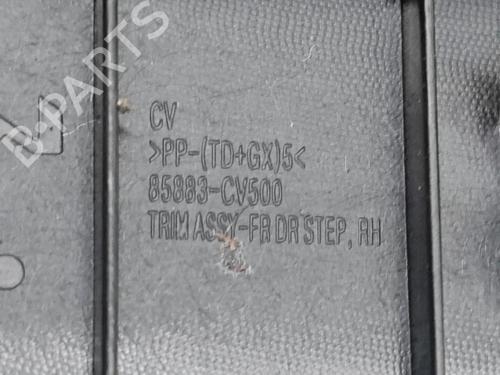 B-PARTS
CV
>PP-(TD+GX)5<
85883-CV500
TRIM ASSY-FR DR STEP, RH